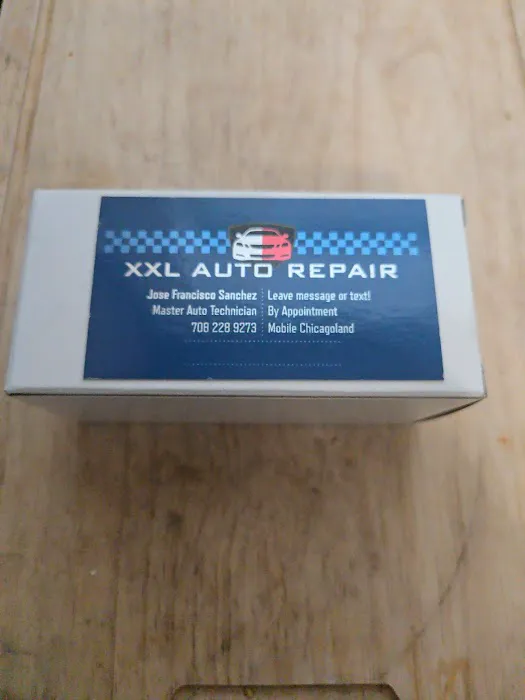 XXL AUTO REPAIR
Jose Francisco Sanchez
Master Auto Technician
708 228 9273
Leave message or text!
By Appointment
Mobile Chicagoland